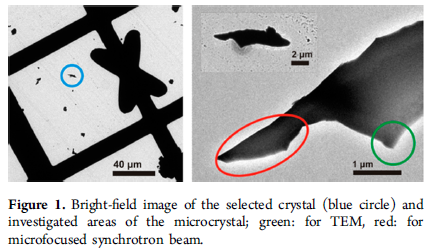 2 µm
40 µm
1 µm
Figure 1. Bright-field image of the selected crystal (blue circle) and
investigated areas of the microcrystal; green: for TEM, red: for
microfocused synchrotron beam.